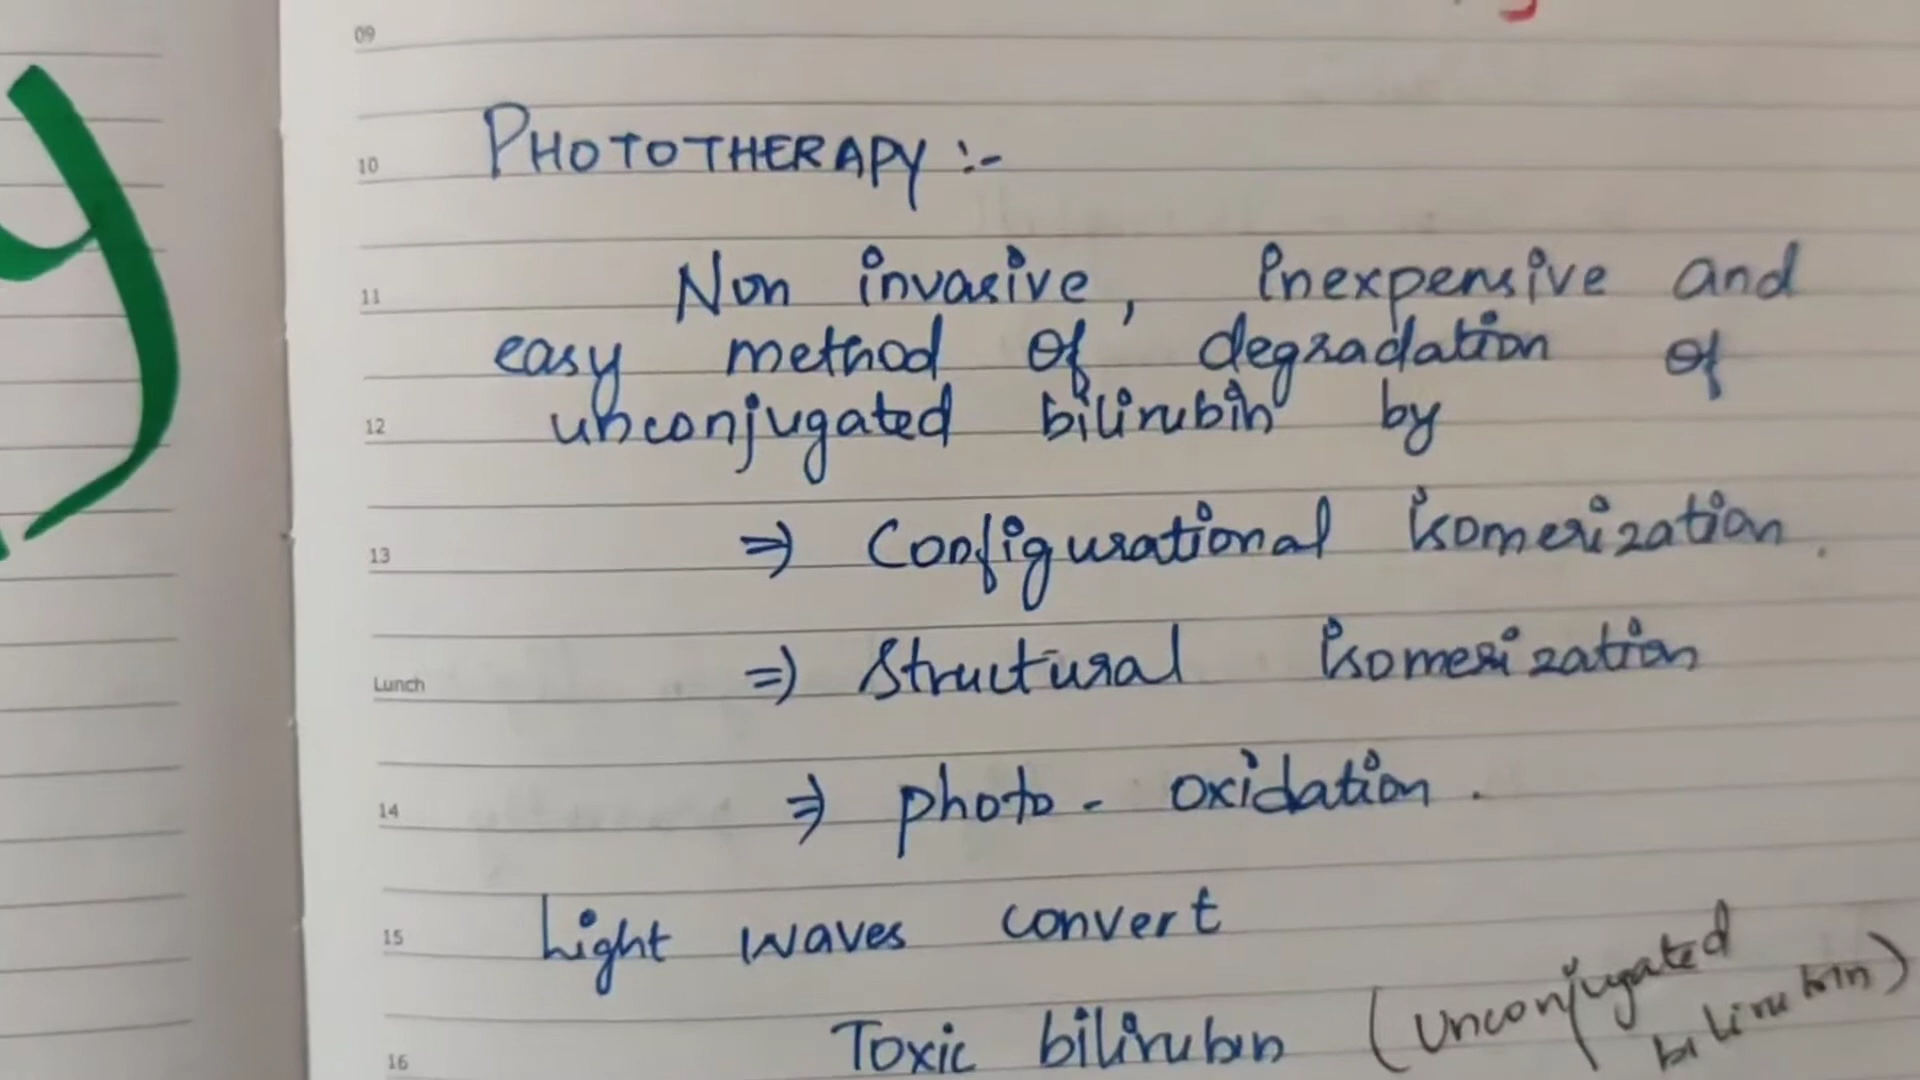 09
10 PHOTOTHERAPY :-
11 Non invasive, inexpensive and
easy method of degradation of
12 unconjugated bilirubin by
13 ⇒ Configurational isomerization.
Lunch ⇒ Structural isomerization
14 ⇒ photo - oxidation.
15 Light waves convert
16 Toxic bilirubin (unconjugated
bilirubin)